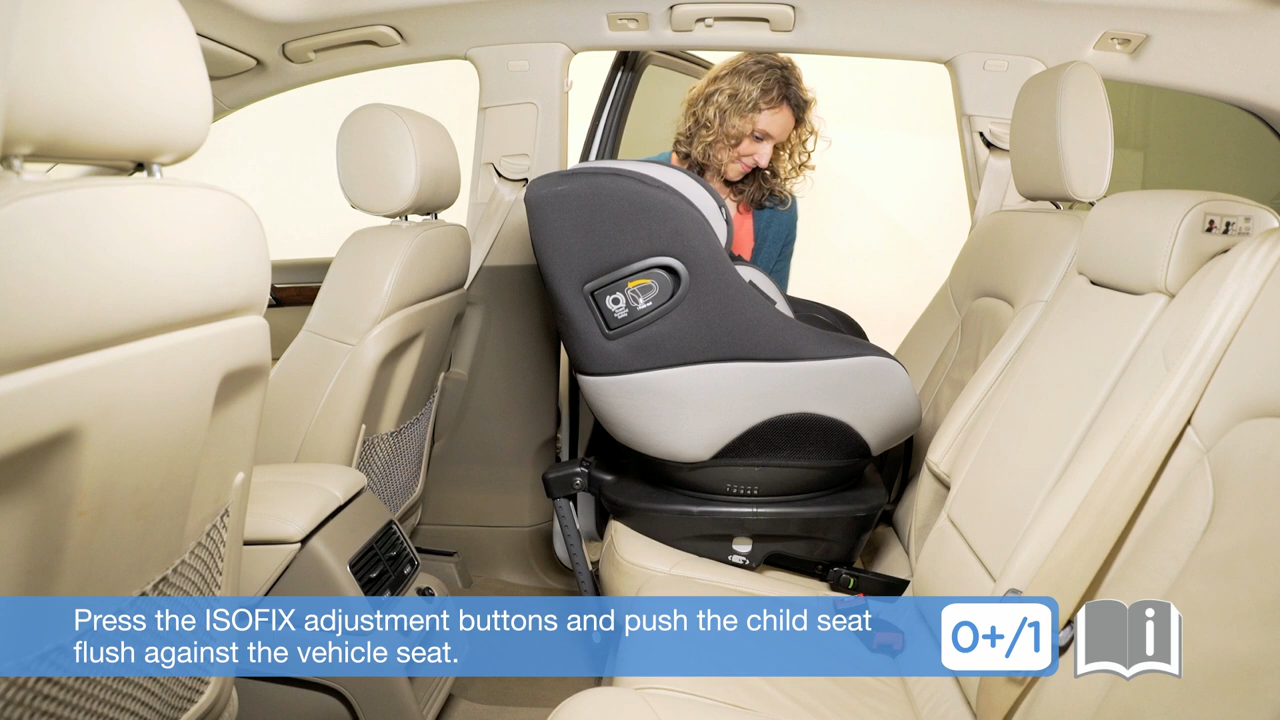 Press the ISOFIX adjustment buttons and push the child seat
flush against the vehicle seat.
0+/1
i